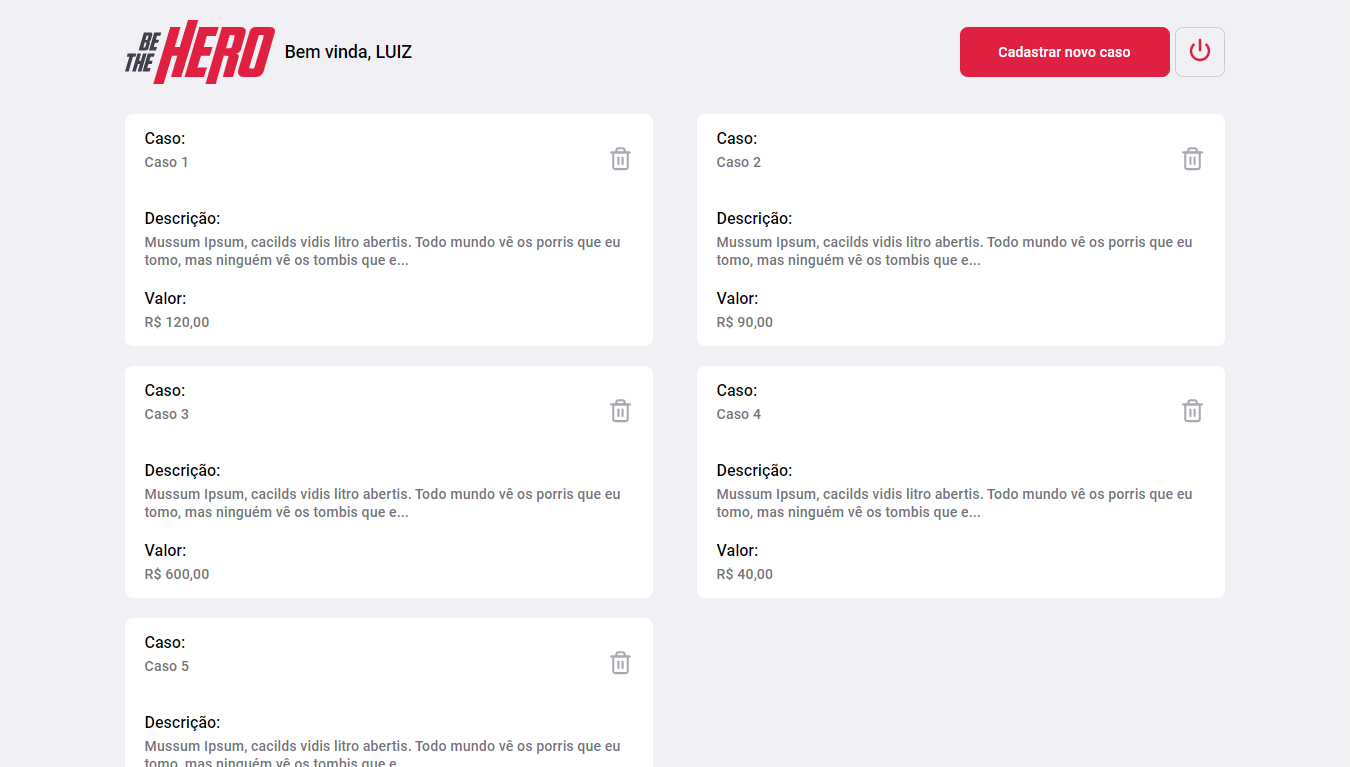 BE THE HERO
Bem vinda, LUIZ
Cadastrar novo caso
Caso:
Caso 1
Descrição:
Mussum Ipsum, cacilds vidis litro abertis. Todo mundo vê os porris que eu
tomo, mas ninguém vê os tombis que e...
Valor:
R$ 120,00
Caso:
Caso 2
Descrição:
Mussum Ipsum, cacilds vidis litro abertis. Todo mundo vê os porris que eu
tomo, mas ninguém vê os tombis que e...
Valor:
R$ 90,00
Caso:
Caso 3
Descrição:
Mussum Ipsum, cacilds vidis litro abertis. Todo mundo vê os porris que eu
tomo, mas ninguém vê os tombis que e...
Valor:
R$ 600,00
Caso:
Caso 4
Descrição:
Mussum Ipsum, cacilds vidis litro abertis. Todo mundo vê os porris que eu
tomo, mas ninguém vê os tombis que e...
Valor:
R$ 40,00
Caso:
Caso 5
Descrição:
Mussum Ipsum, cacilds vidis litro abertis. Todo mundo vê os porris que eu
tomo, mas ninguém vê os tombis que e